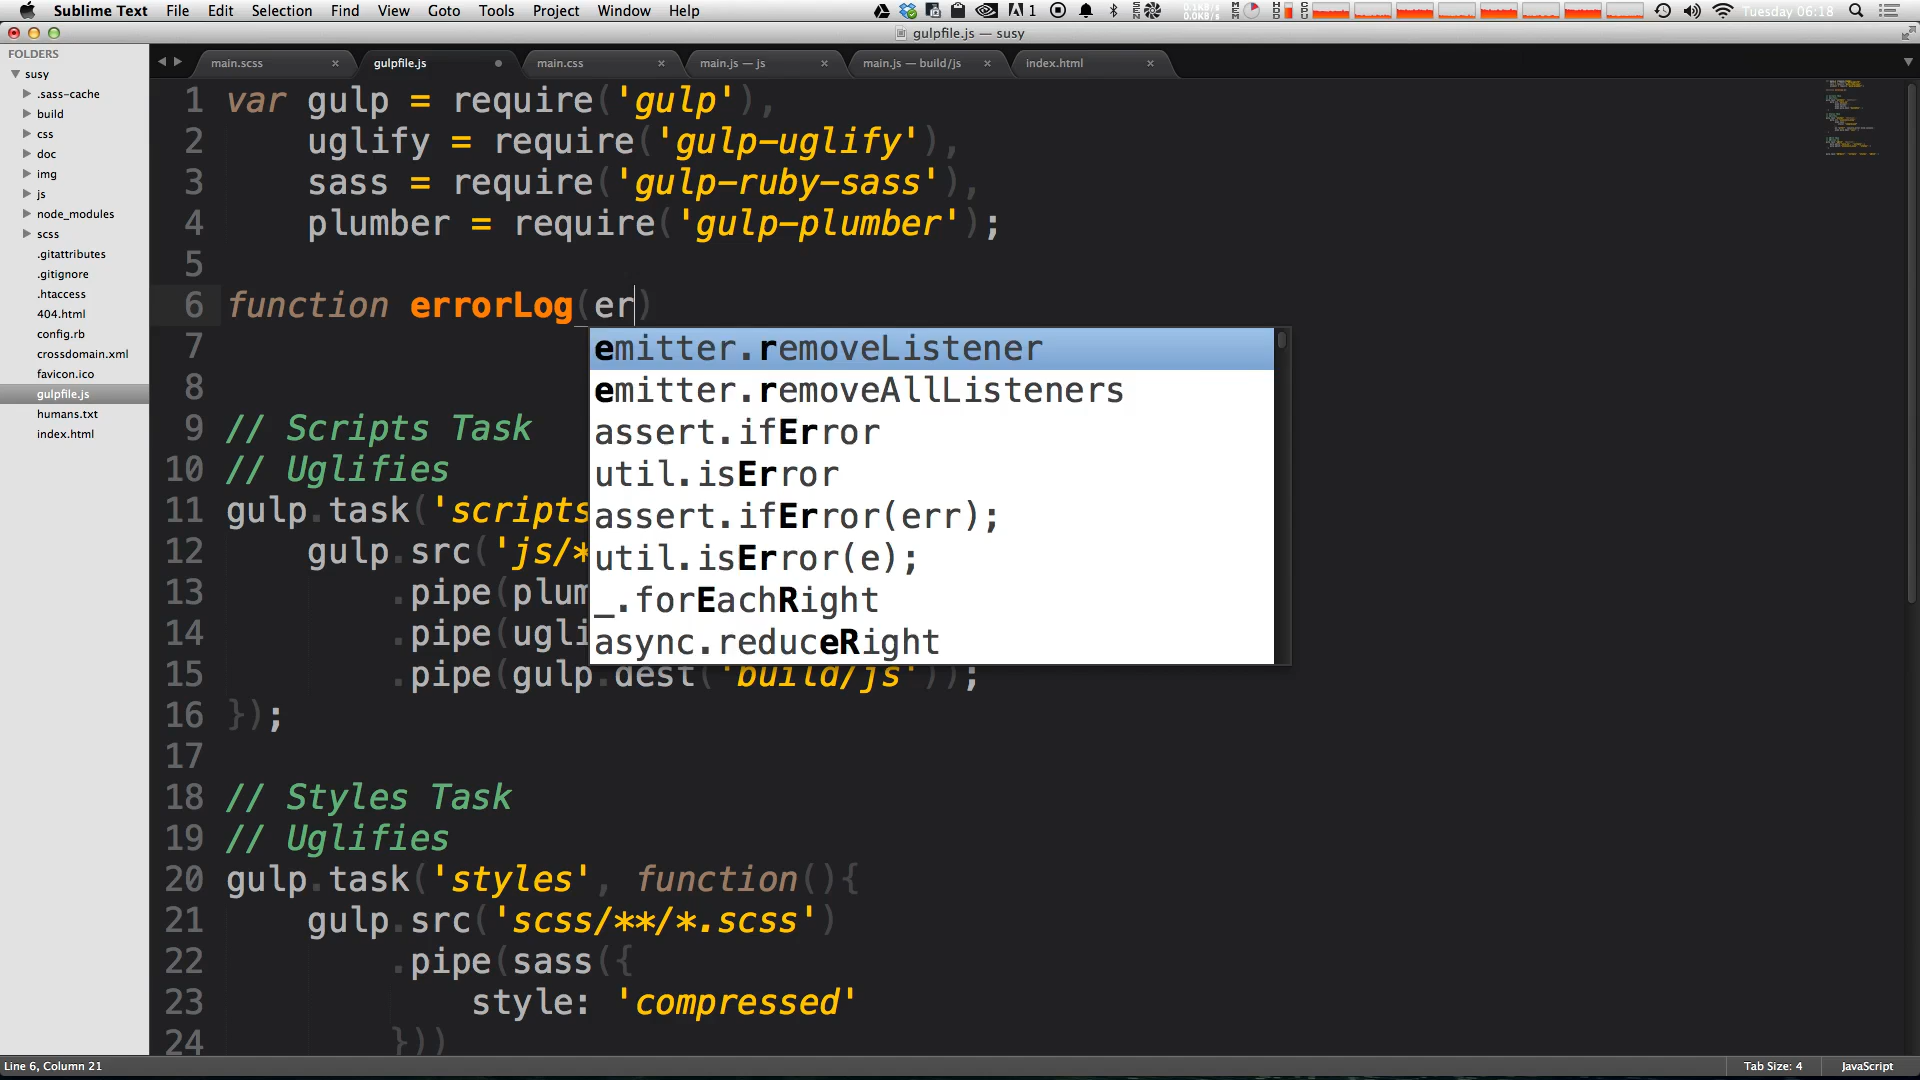 Sublime Text File Edit Selection Find View Goto Tools Project Window Help 1 0.1KB/s 0.0KB/s Tuesday 06:18
gulpfile.js — susy
FOLDERS
susy
.sass-cache
build
css
doc
img
js
node_modules
scss
.gitattributes
.gitignore
.htaccess
404.html
config.rb
crossdomain.xml
favicon.ico
gulpfile.js
humans.txt
index.html
main.scss gulpfile.js main.css main.js — js main.js — build/js index.html
1 var gulp = require('gulp'),
2 uglify = require('gulp-uglify'),
3 sass = require('gulp-ruby-sass'),
4 plumber = require('gulp-plumber');
5
6 function errorLog(er)
7
8
9 // Scripts Task
10 // Uglifies
11 gulp.task('scripts
12 gulp.src('js/*
13 .pipe(plum
14 .pipe(ugli
15 .pipe(gulp.dest('build/js'));
16 });
17
18 // Styles Task
19 // Uglifies
20 gulp.task('styles', function(){
21 gulp.src('scss/**/*.scss')
22 .pipe(sass({
23 style: 'compressed'
24 }))
emitter.removeListener
emitter.removeAllListeners
assert.ifError
util.isError
assert.ifError(err);
util.isError(e);
_.forEachRight
async.reduceRight
Line 6, Column 21 Tab Size: 4 JavaScript